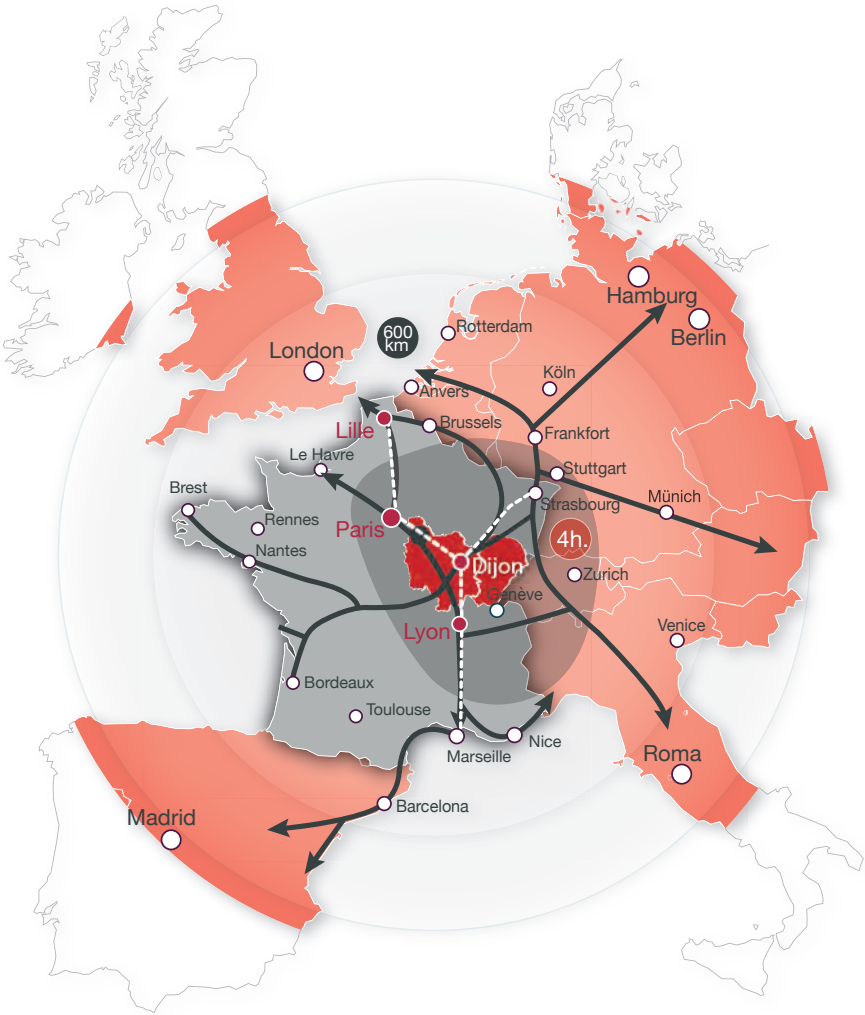 Hamburg
Berlin
600
km
Rotterdam
London
Köln
Anvers
Lille
Brussels
Frankfort
Le Havre
Stuttgart
Brest
Münich
Strasbourg
Rennes
Paris
4h.
Nantes
Dijon
Zurich
Genève
Lyon
Venice
Bordeaux
Toulouse
Nice
Marseille
Roma
Barcelona
Madrid